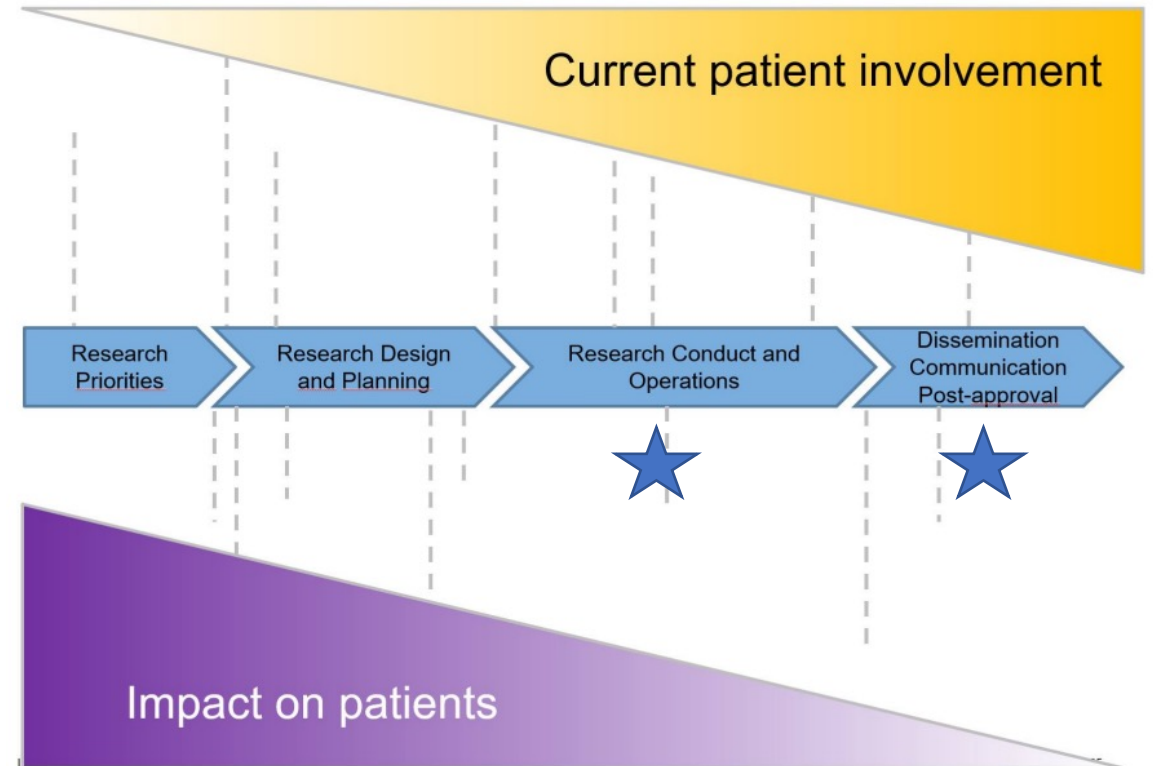 Current patient involvement
Research
Priorities
Research Design
and Planning
Research Conduct and
Operations
Dissemination
Communication
Post-approval
Impact on patients